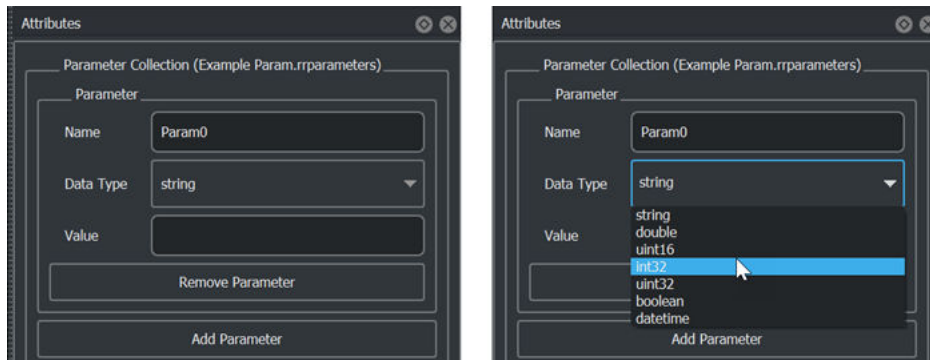 Attributes
Parameter Collection (Example Param.rrparameters)
Parameter
Name Param0
Data Type string
Value
Remove Parameter
Add Parameter
Attributes
Parameter Collection (Example Param.rrparameters)
Parameter
Name Param0
Data Type string
Value
string
double
uint16
int32
uint32
boolean
datetime
Add Parameter